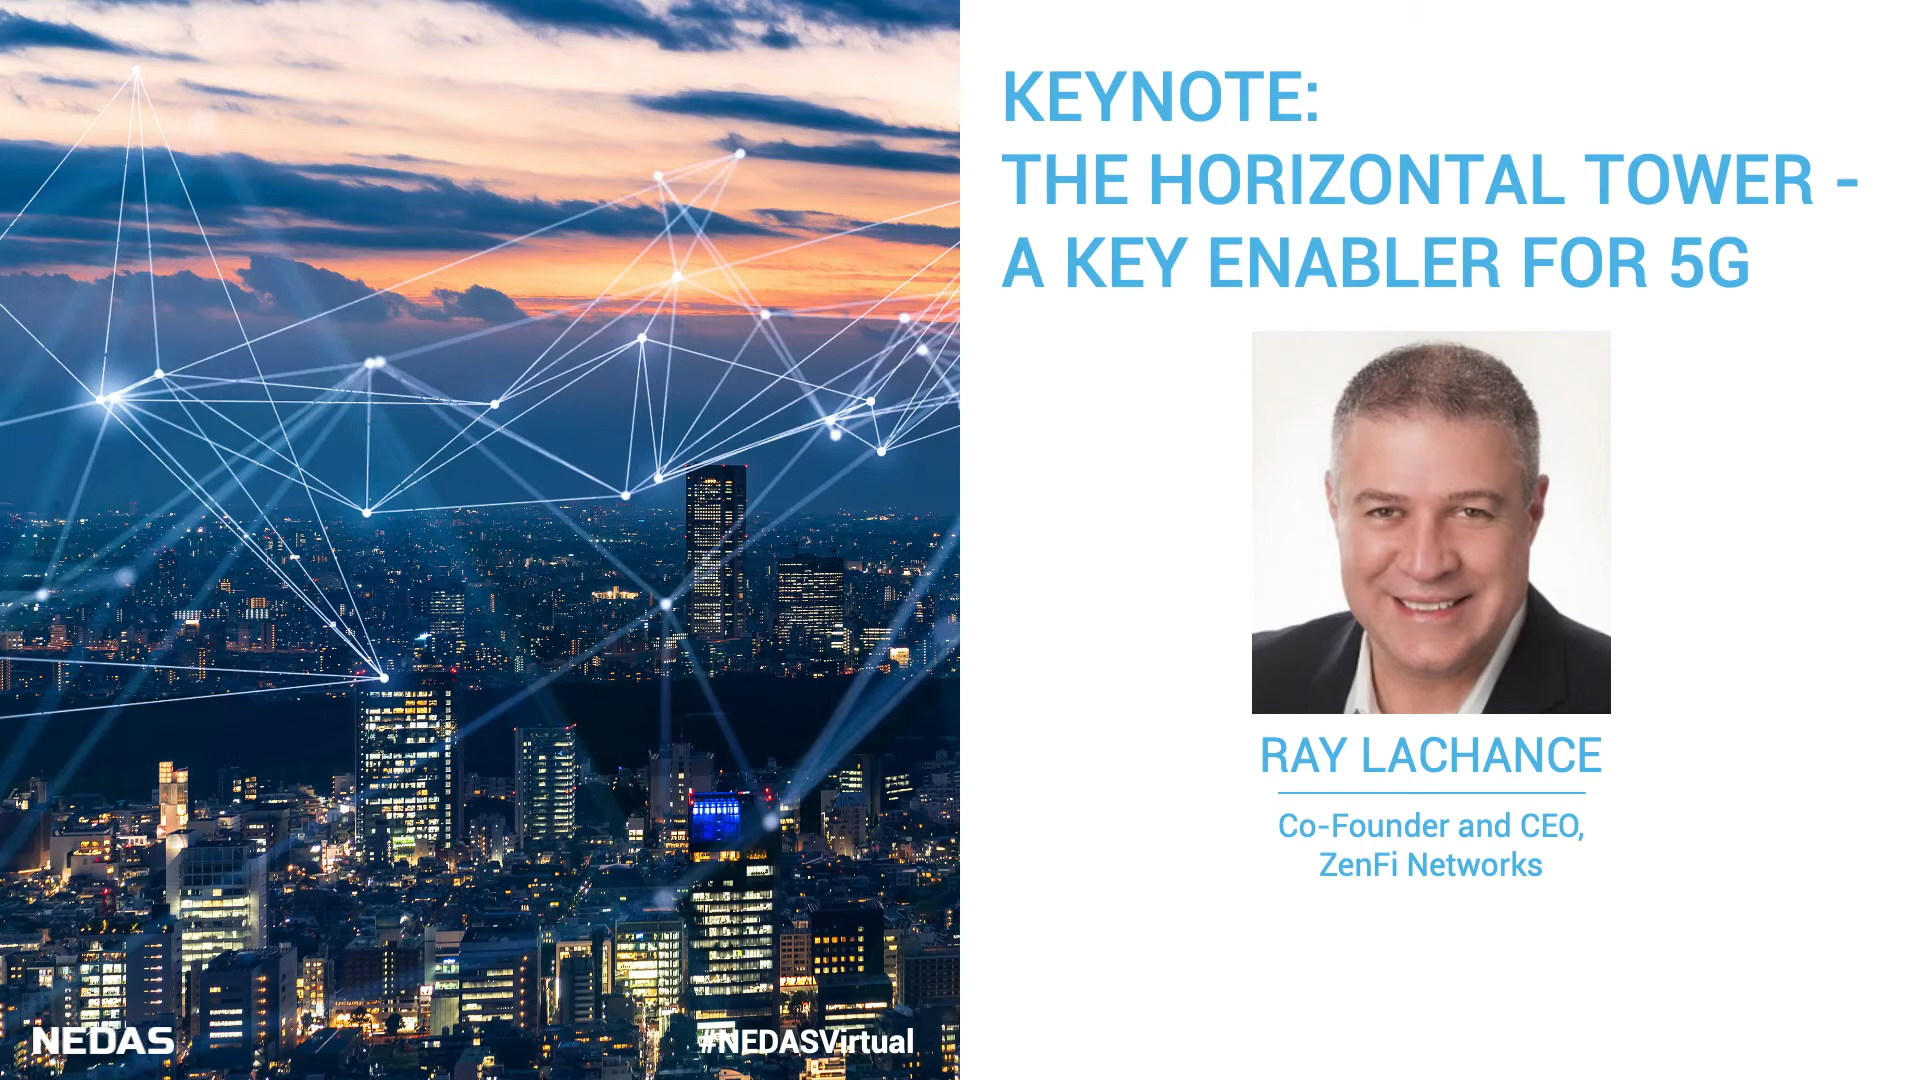 KEYNOTE:
THE HORIZONTAL TOWER -
A KEY ENABLER FOR 5G
RAY LACHANCE
Co-Founder and CEO,
ZenFi Networks
NEDAS
#NEDASVirtual